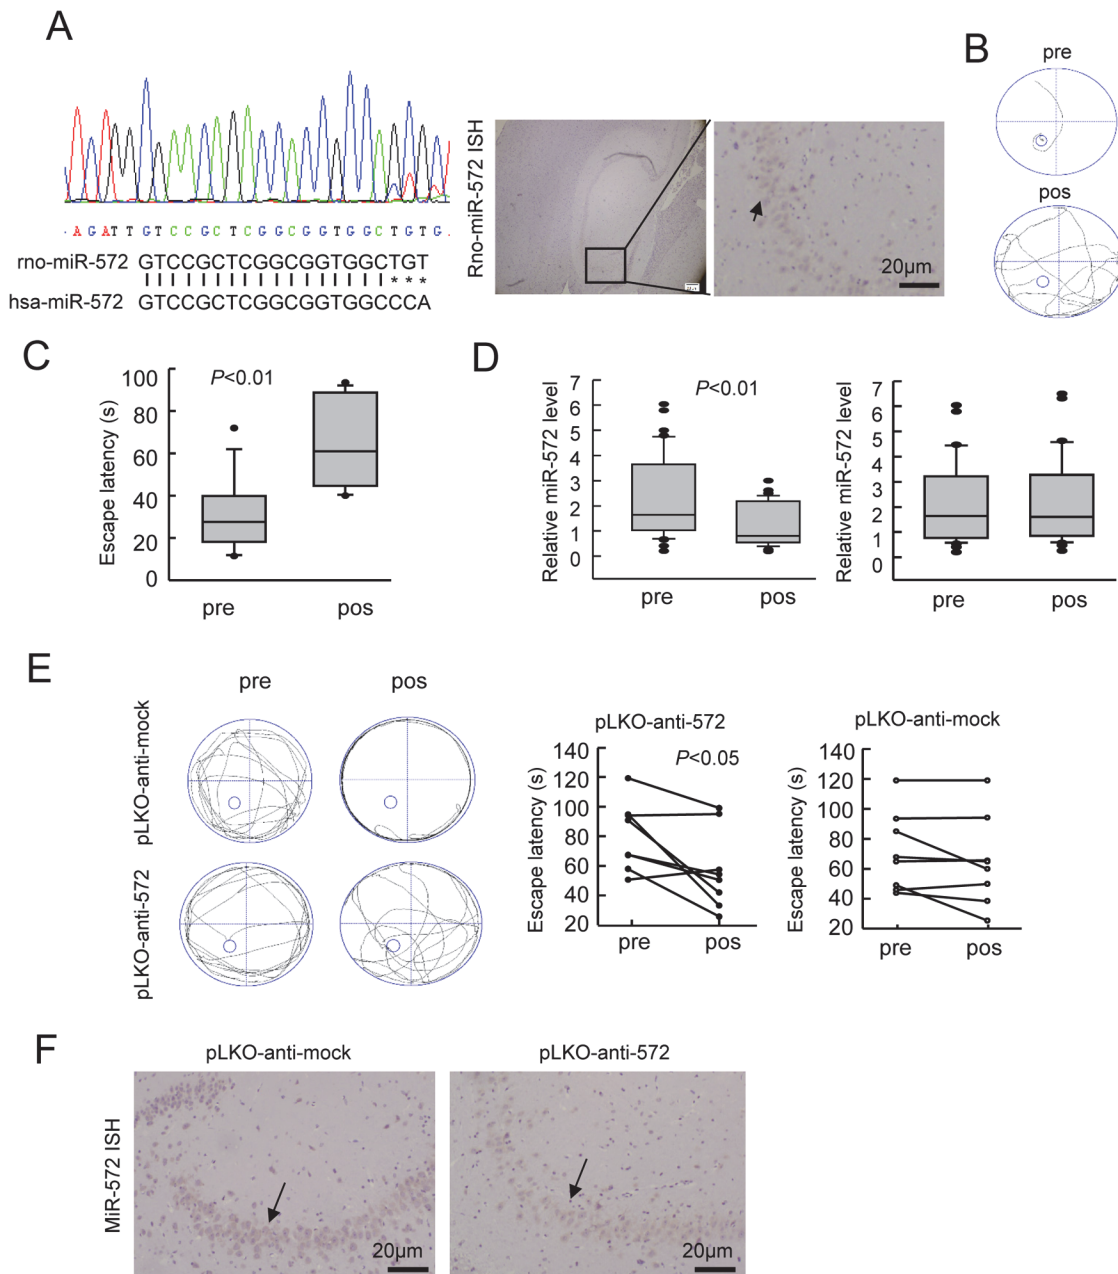 A
· A G A T T G T C C G C T C G G C G G T G G C T G T G .
rno-miR-572 GTCCGCTCGGCGGTGGCTGT
* * *
hsa-miR-572 GTCCGCTCGGCGGTGGCCCA
Rno-miR-572 ISH
20µm
B
pre
pos
C
P<0.01
Escape latency (s)
100
80
60
40
20
0
pre
pos
D
P<0.01
Relative miR-572 level
7
6
5
4
3
2
1
0
pre
pos
Relative miR-572 level
7
6
5
4
3
2
1
0
pre
pos
E
pre
pos
pLKO-anti-mock
pLKO-anti-572
pLKO-anti-572
P<0.05
Escape latency (s)
140
120
100
80
60
40
20
pre
pos
pLKO-anti-mock
Escape latency (s)
140
120
100
80
60
40
20
pre
pos
F
pLKO-anti-mock
pLKO-anti-572
MiR-572 ISH
20µm
20µm